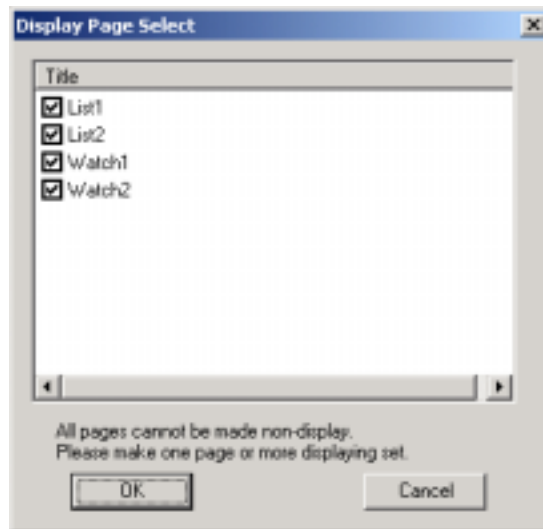 Display Page Select
Title
List1
List2
Watch1
Watch2
All pages cannot be made non-display.
Please make one page or more displaying set.
OK
Cancel